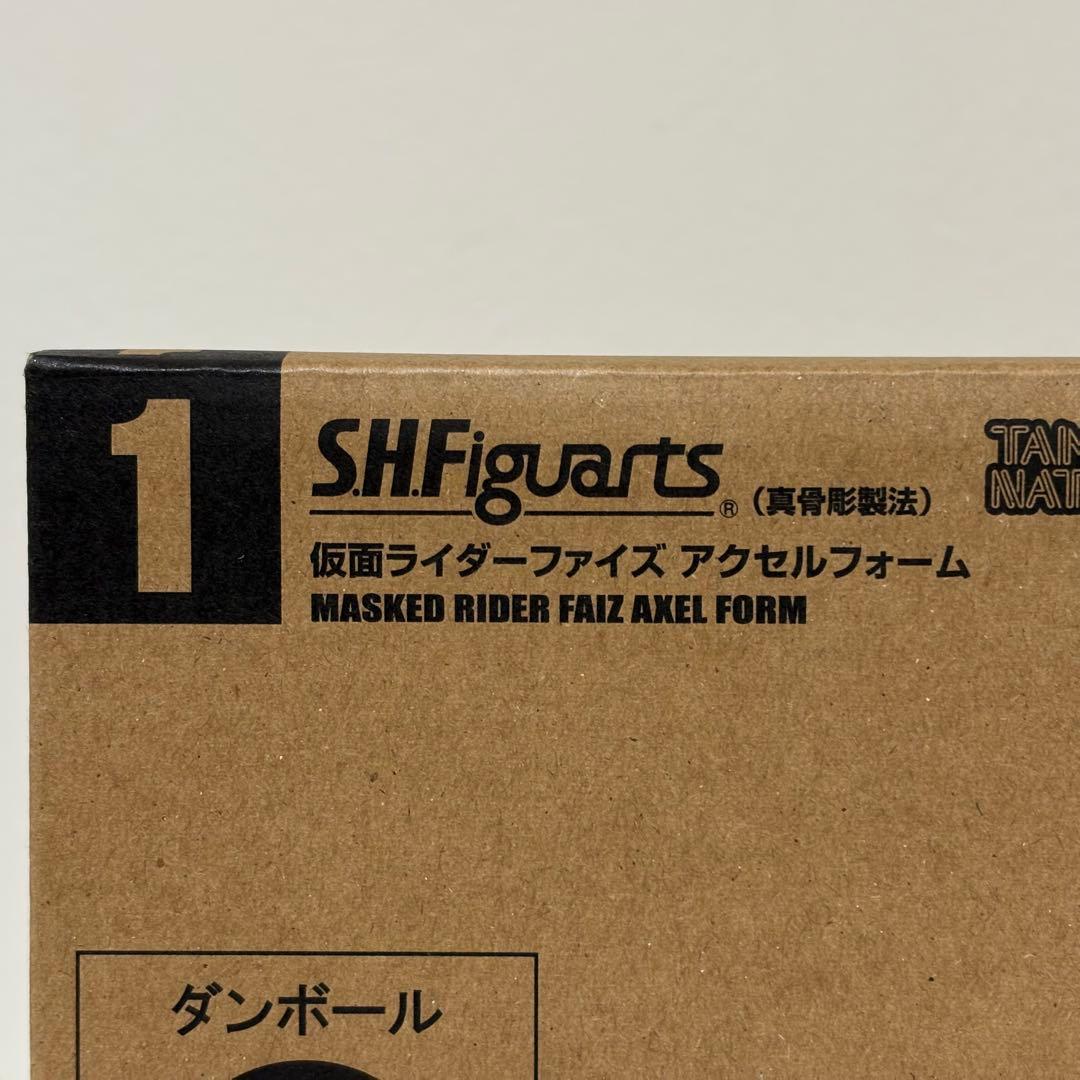 1
S.H.Figuarts® (真骨彫製法)
仮面ライダーファイズ アクセルフォーム
MASKED RIDER FAIZ AXEL FORM
ダンボール